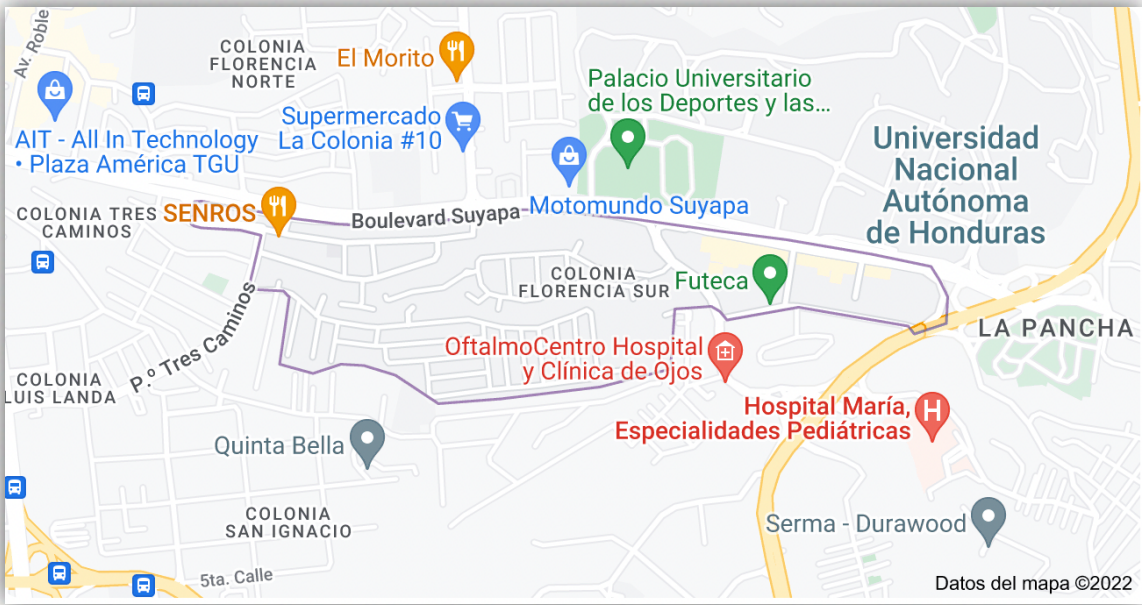 Av. Roble
COLONIA
FLORENCIA
NORTE
El Morito
Palacio Universitario
de los Deportes y las...
Supermercado
La Colonia #10
AIT - All In Technology
• Plaza América TGU
Universidad
Nacional
Autónoma
de Honduras
COLONIA TRES
CAMINOS
SENROS
Boulevard Suyapa
Motomundo Suyapa
COLONIA
FLORENCIA SUR
Futeca
P.º Tres Caminos
LA PANCHA
OftalmoCentro Hospital
y Clínica de Ojos
COLONIA
LUIS LANDA
Hospital María,
Especialidades Pediátricas
H
Quinta Bella
COLONIA
SAN IGNACIO
Serma - Durawood
5ta. Calle
Datos del mapa ©2022